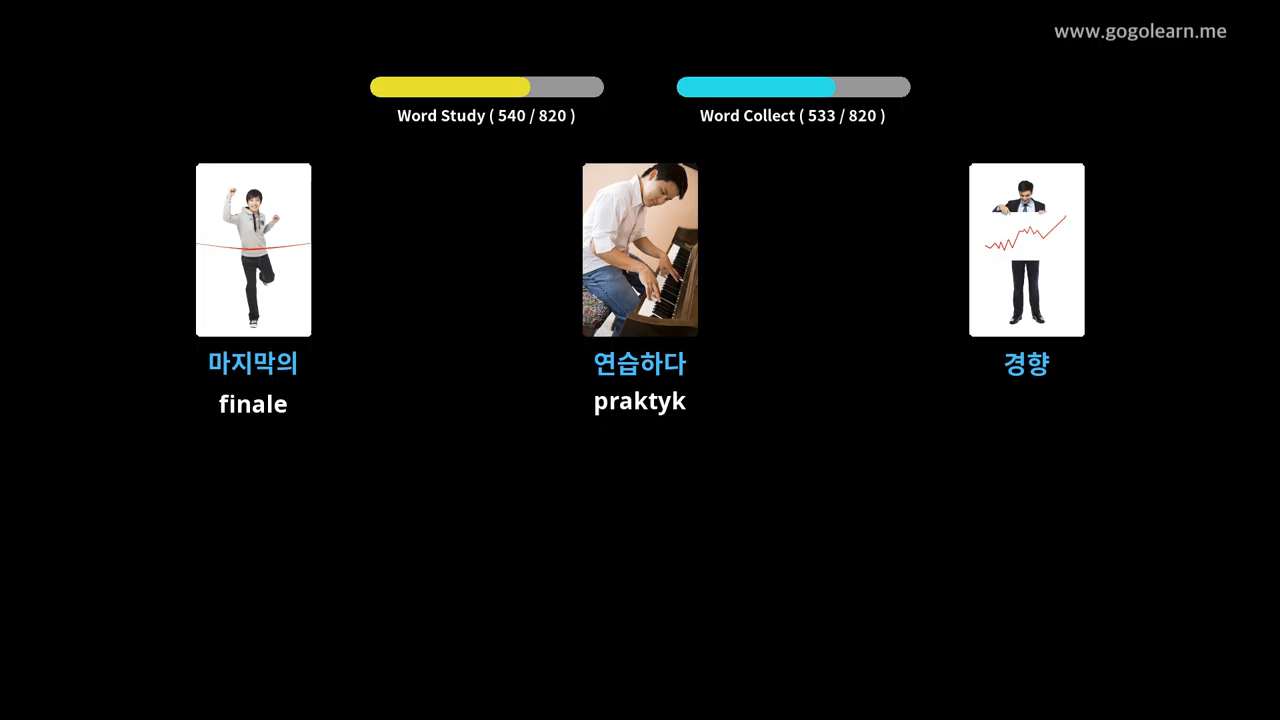 www.gogolearn.me
Word Study ( 540 / 820 )
Word Collect ( 533 / 820 )
마지막의
연습하다
경향
finale
praktyk